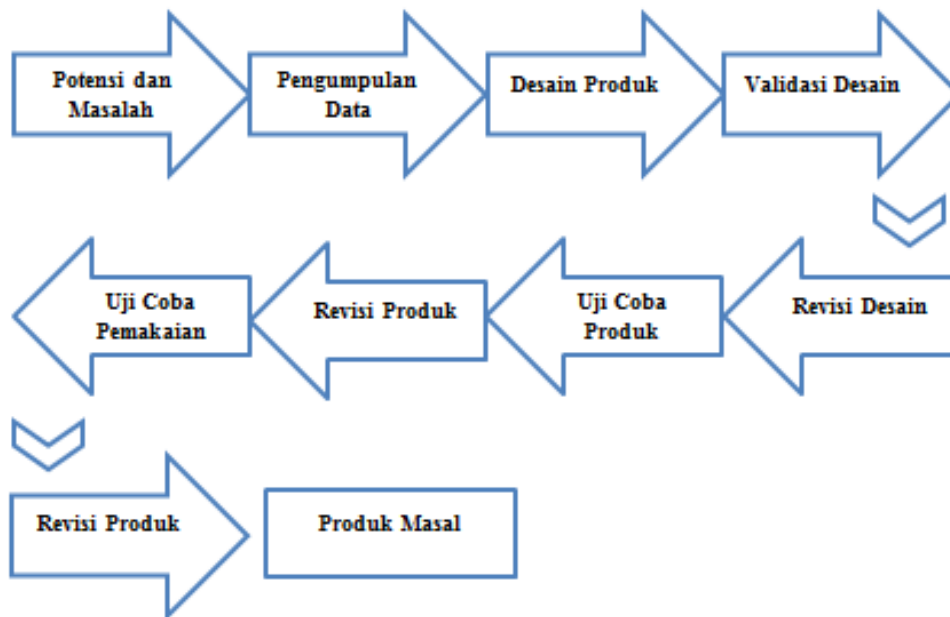 Potensi dan
Masalah
Pengumpulan
Data
Desain Produk
Validasi Desain
Revisi Desain
Uji Coba
Produk
Revisi Produk
Uji Coba
Pemakaian
Revisi Produk
Produk Masal